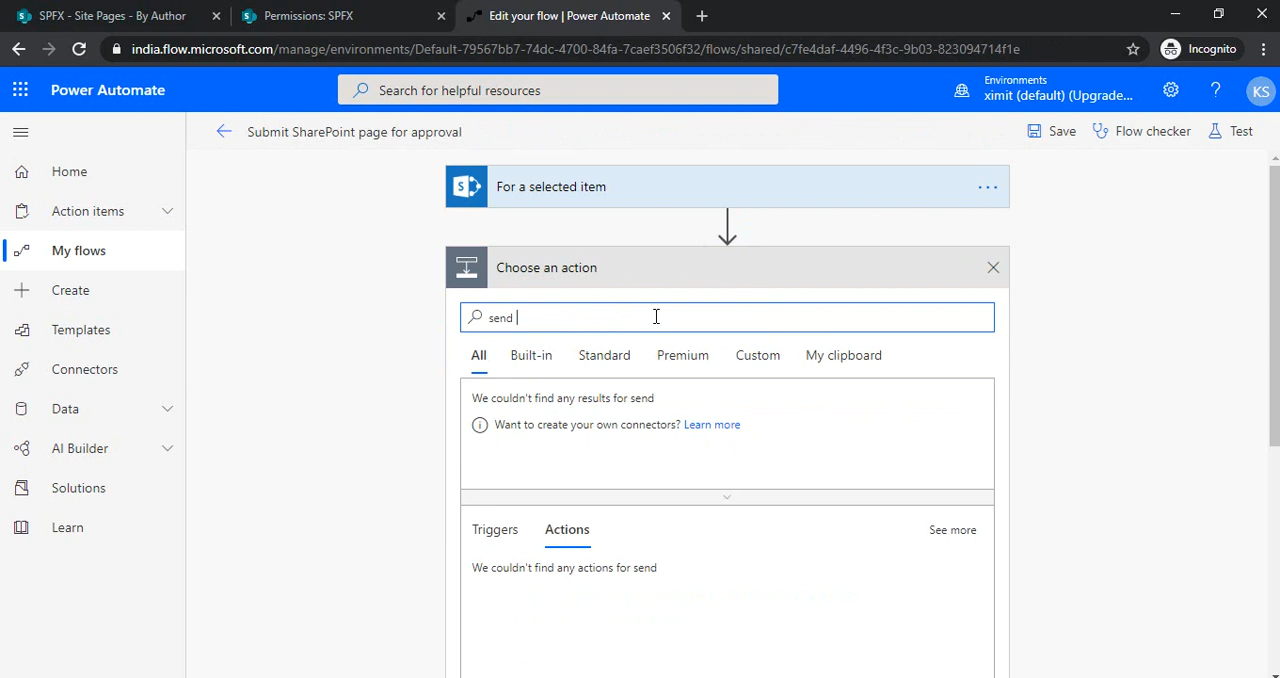 SPFX - Site Pages - By Author
Permissions: SPFX
Edit your flow | Power Automate
india.flow.microsoft.com/manage/environments/Default-79567bb7-74dc-4700-84fa-7caef3506f32/flows/shared/c7fe4daf-4496-4f3c-9b03-823094714f1e
Incognito
Power Automate
Search for helpful resources
Environments
ximit (default) (Upgrade...
KS
Submit SharePoint page for approval
Save
Flow checker
Test
Home
Action items
My flows
Create
Templates
Connectors
Data
AI Builder
Solutions
Learn
For a selected item
Choose an action
send
All
Built-in
Standard
Premium
Custom
My clipboard
We couldn't find any results for send
Want to create your own connectors? Learn more
Triggers
Actions
See more
We couldn't find any actions for send